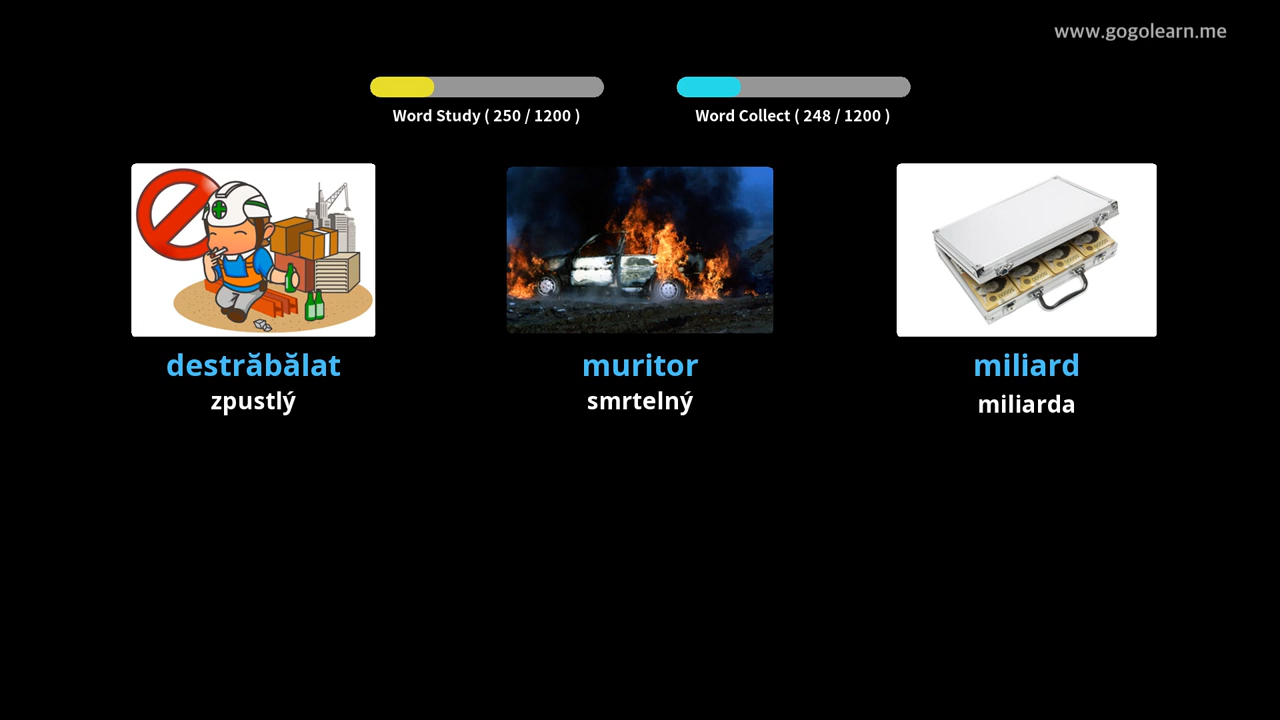 www.gogolearn.me
Word Study ( 250 / 1200 )
Word Collect ( 248 / 1200 )
destrăbălat
muritor
miliard
zpustlý
smrtelný
miliarda